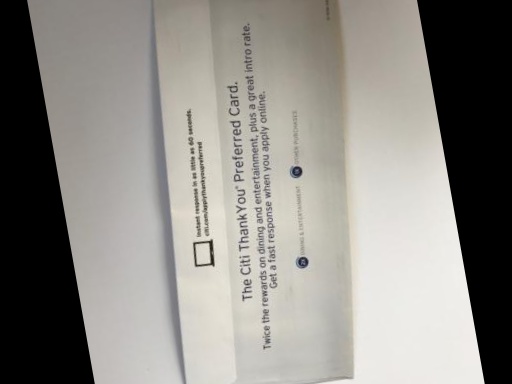 Instant response in as little as 60 seconds.
citi.com/applythankyoupreferred
The Citi ThankYou® Preferred Card.
Twice the rewards on dining and entertainment, plus a great intro rate.
Get a fast response when you apply online.
2x DINING & ENTERTAINMENT
OTHER PURCHASES